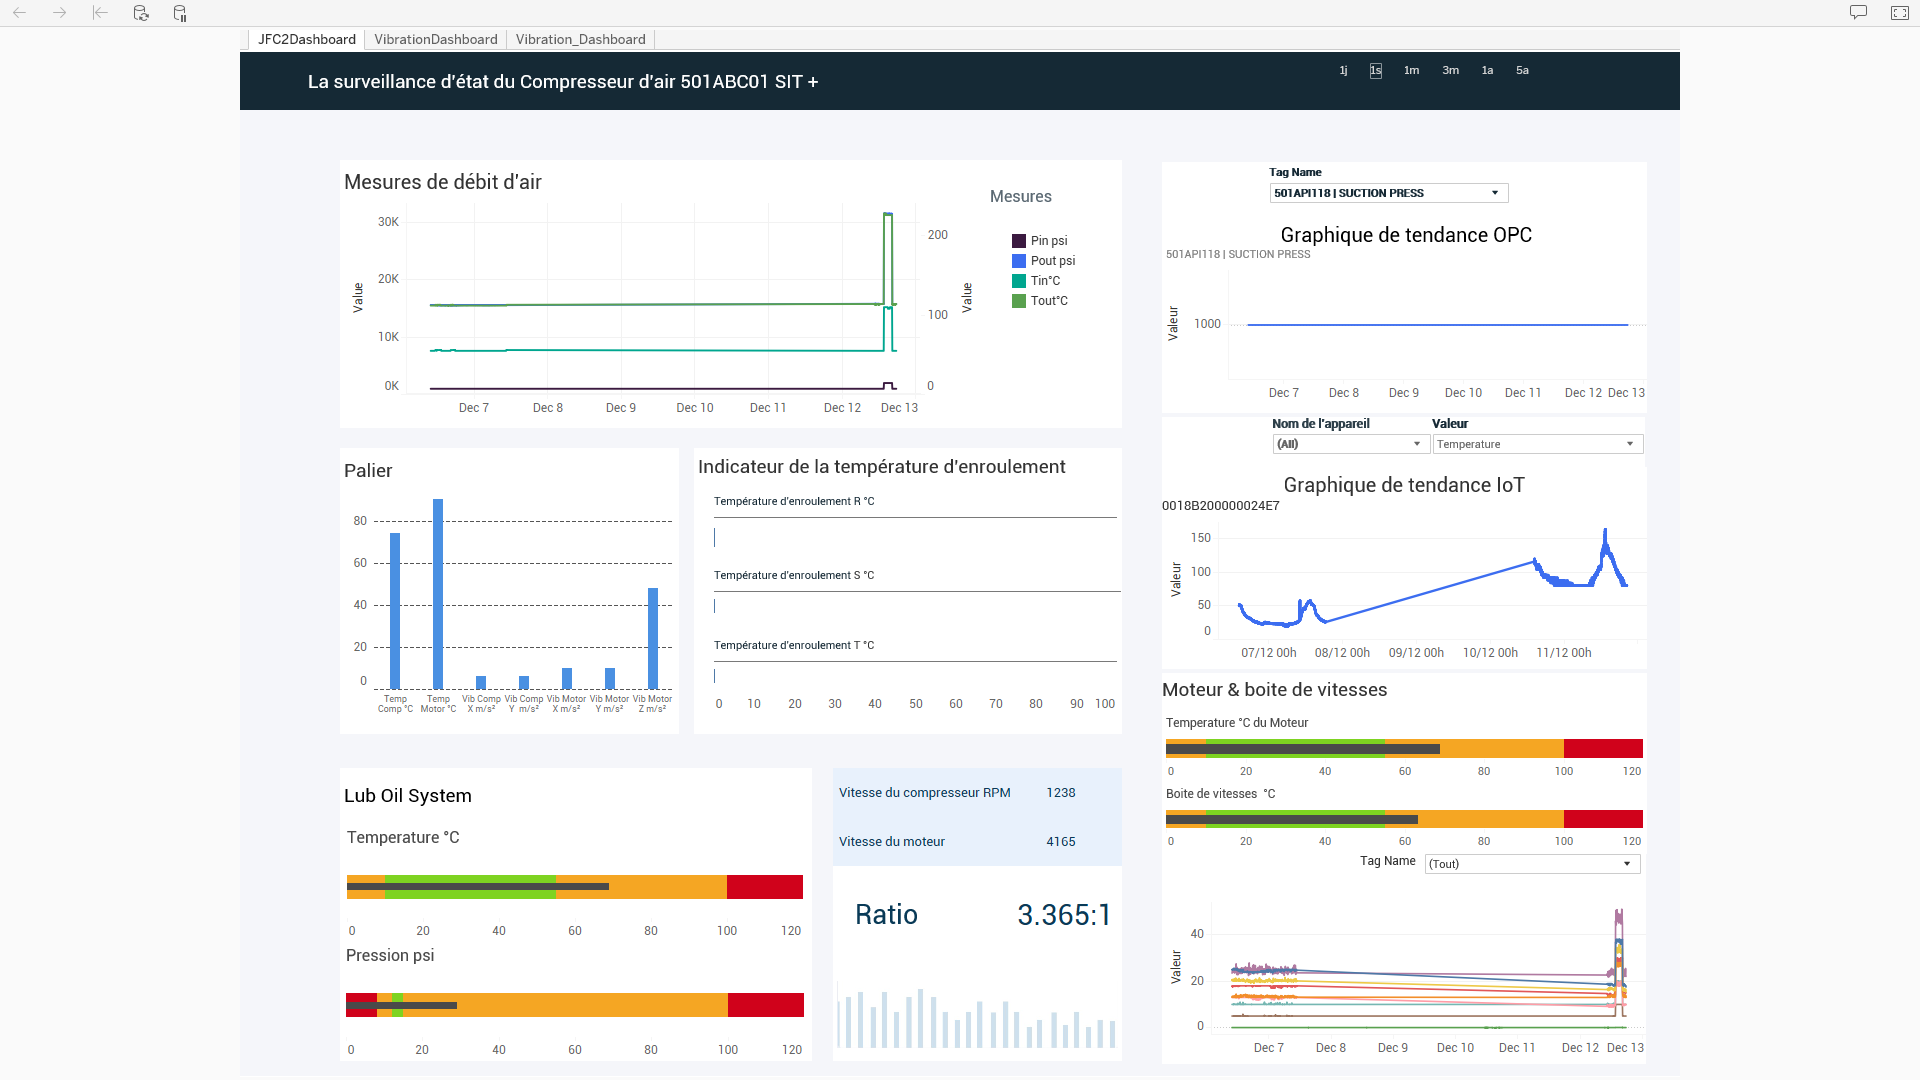 JFC2Dashboard VibrationDashboard Vibration_Dashboard
La surveillance d'état du Compresseur d'air 501ABC01 SIT +
1j 1s 1m 3m 1a 5a
Mesures de débit d'air
Mesures
Pin psi
Pout psi
Tin°C
Tout°C
Value
30K
20K
10K
0K
200
100
0
Value
Dec 7 Dec 8 Dec 9 Dec 10 Dec 11 Dec 12 Dec 13
Tag Name
501API118 | SUCTION PRESS
Graphique de tendance OPC
501API118 | SUCTION PRESS
Valeur
1000
Dec 7 Dec 8 Dec 9 Dec 10 Dec 11 Dec 12 Dec 13
Nom de l'appareil Valeur
(All) Temperature
Graphique de tendance IoT
0018B200000024E7
Valeur
150
100
50
0
07/12 00h 08/12 00h 09/12 00h 10/12 00h 11/12 00h
Palier
80
60
40
20
0
Temp Comp °C
Temp Motor °C
Vib Comp X m/s²
Vib Comp Y m/s²
Vib Motor X m/s²
Vib Motor Y m/s²
Vib Motor Z m/s²
Indicateur de la température d'enroulement
Température d'enroulement R °C
Température d'enroulement S °C
Température d'enroulement T °C
0 10 20 30 40 50 60 70 80 90 100
Moteur & boite de vitesses
Temperature °C du Moteur
0 20 40 60 80 100 120
Boite de vitesses °C
0 20 40 60 80 100 120
Tag Name (Tout)
Valeur
40
20
0
Dec 7 Dec 8 Dec 9 Dec 10 Dec 11 Dec 12 Dec 13
Lub Oil System
Temperature °C
0 20 40 60 80 100 120
Pression psi
0 20 40 60 80 100 120
Vitesse du compresseur RPM 1238
Vitesse du moteur 4165
Ratio 3.365:1